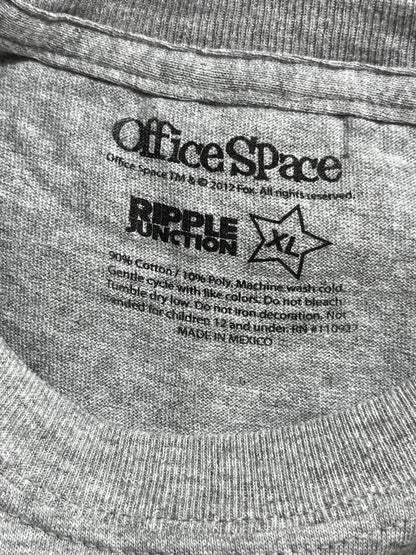 Office Space
Office Space TM & © 2012 Fox. All rights reserved.
RIPPLE
JUNCTION
XL
90% Cotton / 10% Poly. Machine wash cold.
Gentle cycle with like colors. Do not bleach
Tumble dry low. Do not iron decoration. Not
ended for children 12 and under. RN #110937
MADE IN MEXICO